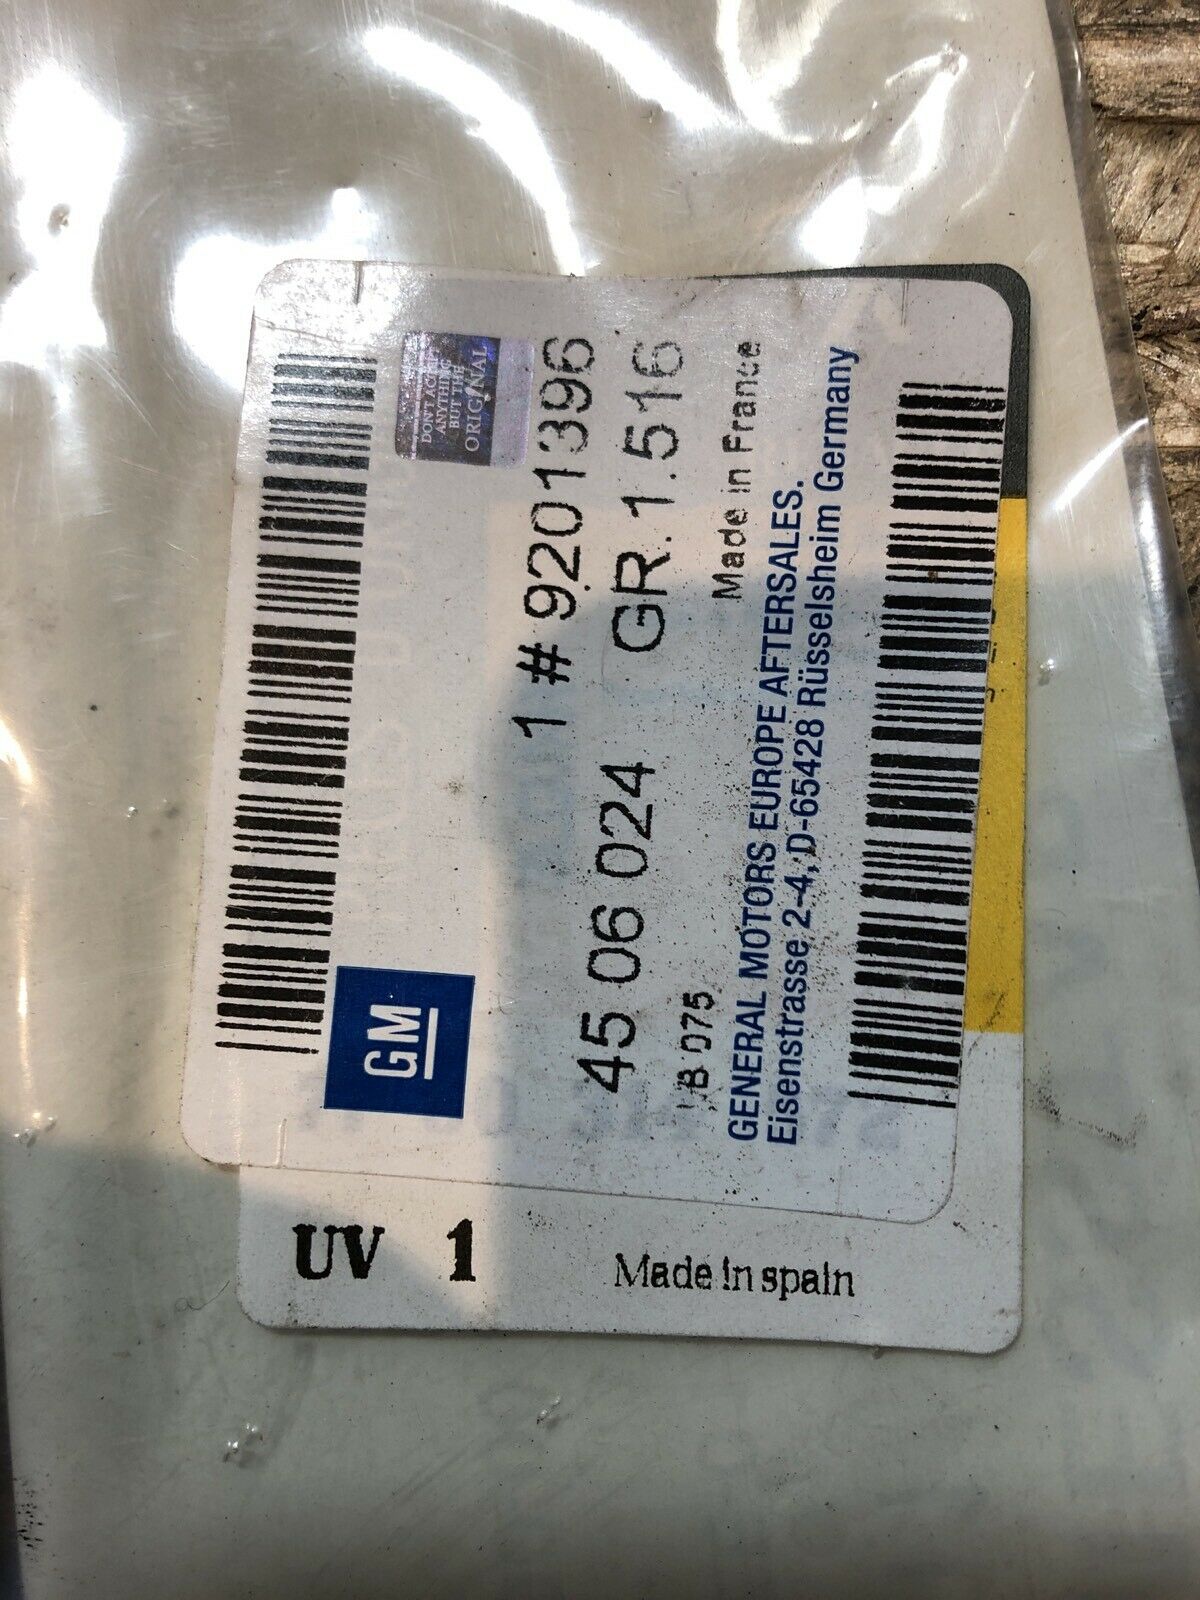 DON'T ACCEPT
ANYTHING
BUT THE
ORIGINAL
GM
1 # 9201396
45 06 024 GR.1.516
B 075 Made in France
GENERAL MOTORS EUROPE AFTERSALES.
Eisenstrasse 2-4, D-65428 Rüsselsheim Germany
UV 1 Made in spain